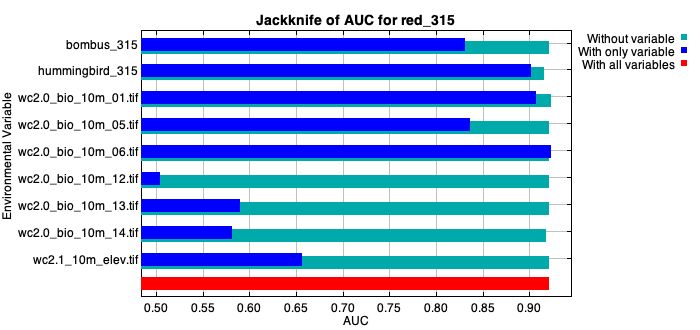 Jackknife of AUC for red_315
Without variable
With only variable
With all variables
Environmental Variable
bombus_315
hummingbird_315
wc2.0_bio_10m_01.tif
wc2.0_bio_10m_05.tif
wc2.0_bio_10m_06.tif
wc2.0_bio_10m_12.tif
wc2.0_bio_10m_13.tif
wc2.0_bio_10m_14.tif
wc2.1_10m_elev.tif
0.50 0.55 0.60 0.65 0.70 0.75 0.80 0.85 0.90
AUC